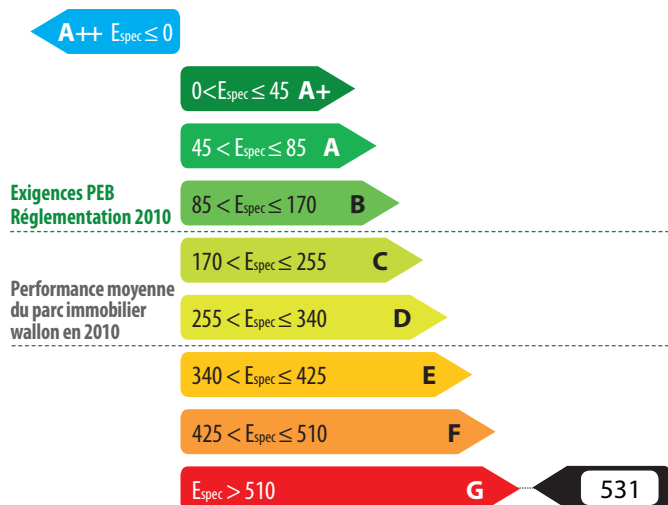 A++ Espec ≤ 0
0<Espec ≤ 45 A+
45 < Espec ≤ 85 A
Exigences PEB
Réglementation 2010
85 < Espec ≤ 170 B
170 < Espec ≤ 255 C
Performance moyenne
du parc immobilier
wallon en 2010
255 < Espec ≤ 340 D
340 < Espec ≤ 425 E
425 < Espec ≤ 510 F
Espec > 510 G 531